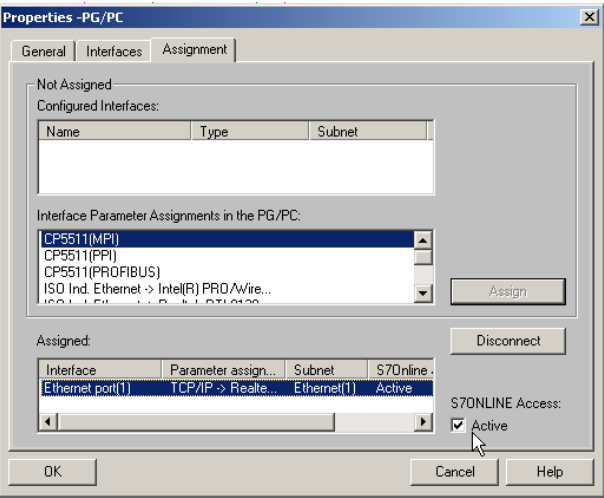 Properties -PG/PC
General Interfaces Assignment
Not Assigned
Configured Interfaces:
Name Type Subnet
Interface Parameter Assignments in the PG/PC:
CP5511(MPI)
CP5511(PPI)
CP5511(PROFIBUS)
ISO Ind. Ethernet -> Intel(R) PRO/Wire...
Assign
Assigned:
Disconnect
Interface Parameter assign... Subnet S7Online
Ethernet port(1) TCP/IP -> Realte... Ethernet(1) Active
S7ONLINE Access:
Active
OK Cancel Help